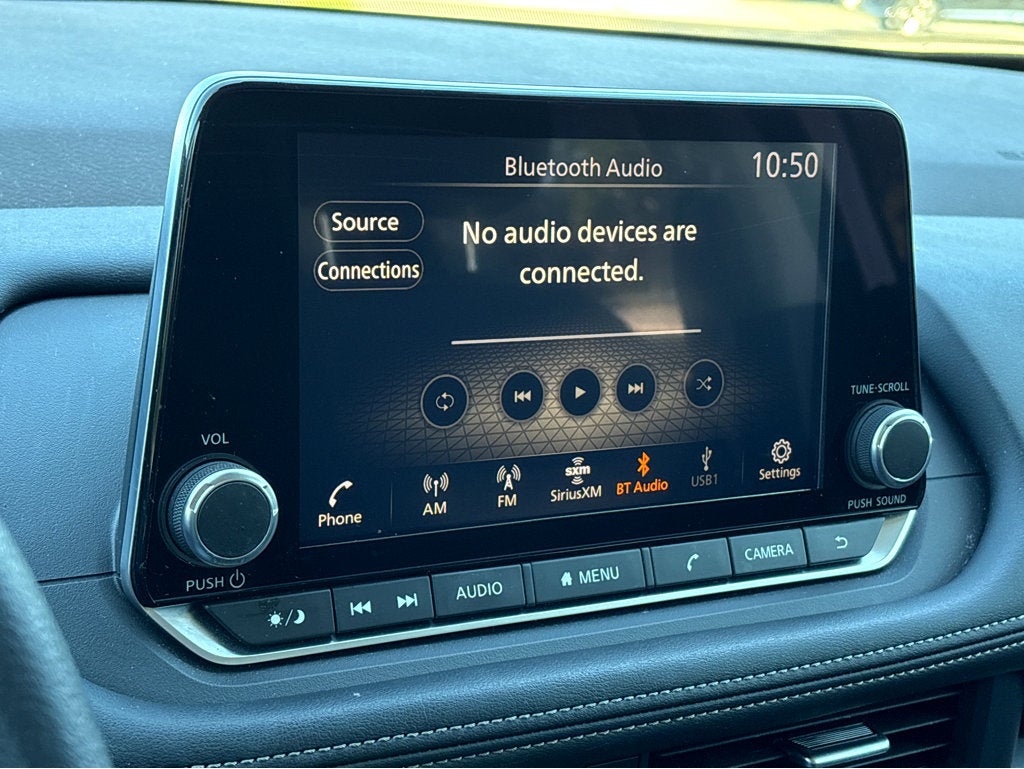 Bluetooth Audio
10:50
Source
Connections
No audio devices are
connected.
TUNE·SCROLL
VOL
Phone
AM
FM
sxm
SiriusXM
BT Audio
USB1
Settings
PUSH SOUND
PUSH
AUDIO
MENU
CAMERA